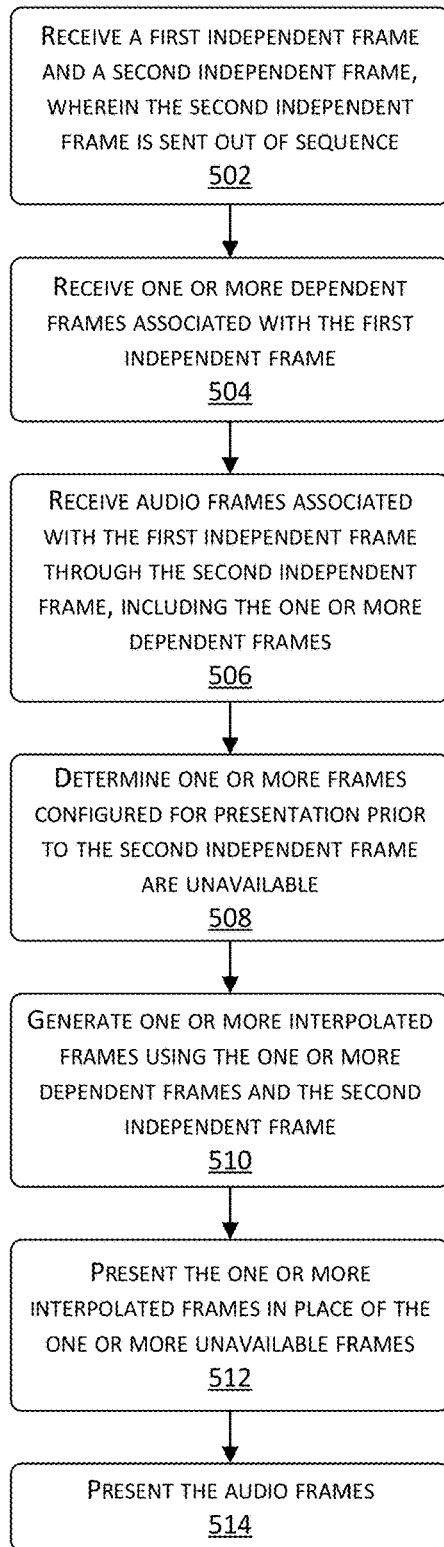 RECEIVE A FIRST INDEPENDENT FRAME
AND A SECOND INDEPENDENT FRAME,
WHEREIN THE SECOND INDEPENDENT
FRAME IS SENT OUT OF SEQUENCE
502
RECEIVE ONE OR MORE DEPENDENT
FRAMES ASSOCIATED WITH THE FIRST
INDEPENDENT FRAME
504
RECEIVE AUDIO FRAMES ASSOCIATED
WITH THE FIRST INDEPENDENT FRAME
THROUGH THE SECOND INDEPENDENT
FRAME, INCLUDING THE ONE OR MORE
DEPENDENT FRAMES
506
DETERMINE ONE OR MORE FRAMES
CONFIGURED FOR PRESENTATION PRIOR
TO THE SECOND INDEPENDENT FRAME
ARE UNAVAILABLE
508
GENERATE ONE OR MORE INTERPOLATED
FRAMES USING THE ONE OR MORE
DEPENDENT FRAMES AND THE SECOND
INDEPENDENT FRAME
510
PRESENT THE ONE OR MORE
INTERPOLATED FRAMES IN PLACE OF THE
ONE OR MORE UNAVAILABLE FRAMES
512
PRESENT THE AUDIO FRAMES
514